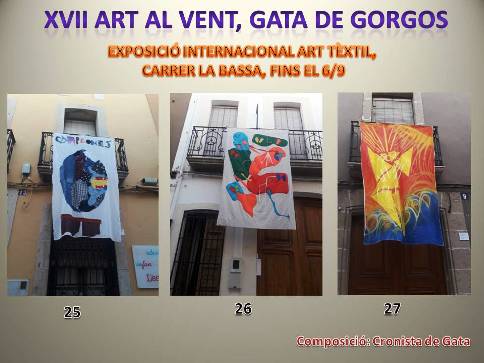 XVII ART AL VENT, GATA DE GORGOS
EXPOSICIÓ INTERNACIONAL ART TÈXTIL,
CARRER LA BASSA, FINS EL 6/9
25
26
27
Composició: Cronista de Gata